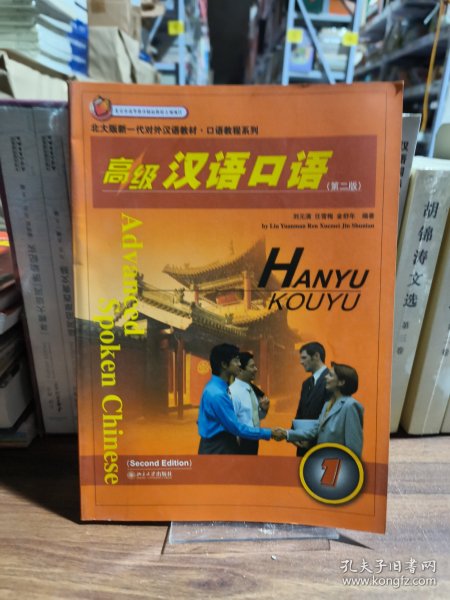 北大版新一代对外汉语教材·口语教程系列
高级 汉语口语
(第二版)
刘元满 任雪梅 金舒年 编著
by Liu Yuanman Ren Xuemei Jin Shunian
HANYU
KOUYU
Advanced
Spoken Chinese
(Second Edition)
北京大学出版社
1
胡锦涛文选
第三卷
孔夫子旧书网
www.kongfz.com